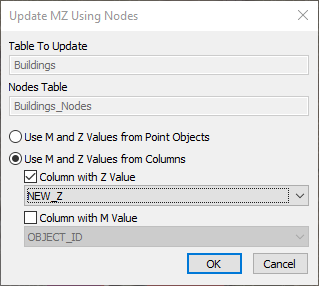 Update MZ Using Nodes
Table To Update
Buildings
Nodes Table
Buildings_Nodes
Use M and Z Values from Point Objects
Use M and Z Values from Columns
Column with Z Value
NEW_Z
Column with M Value
OBJECT_ID
OK Cancel